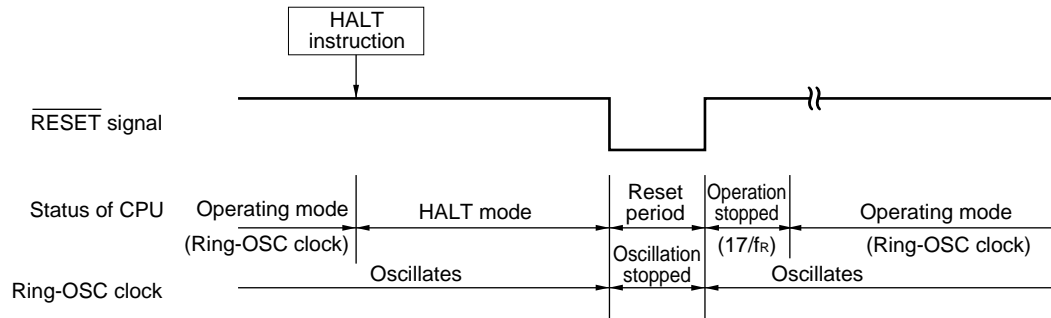 HALT
instruction
RESET signal
Status of CPU
Operating mode
(Ring-OSC clock)
HALT mode
Reset
period
Operation
stopped
(17/fR)
Operating mode
(Ring-OSC clock)
Ring-OSC clock
Oscillates
Oscillation
stopped
Oscillates